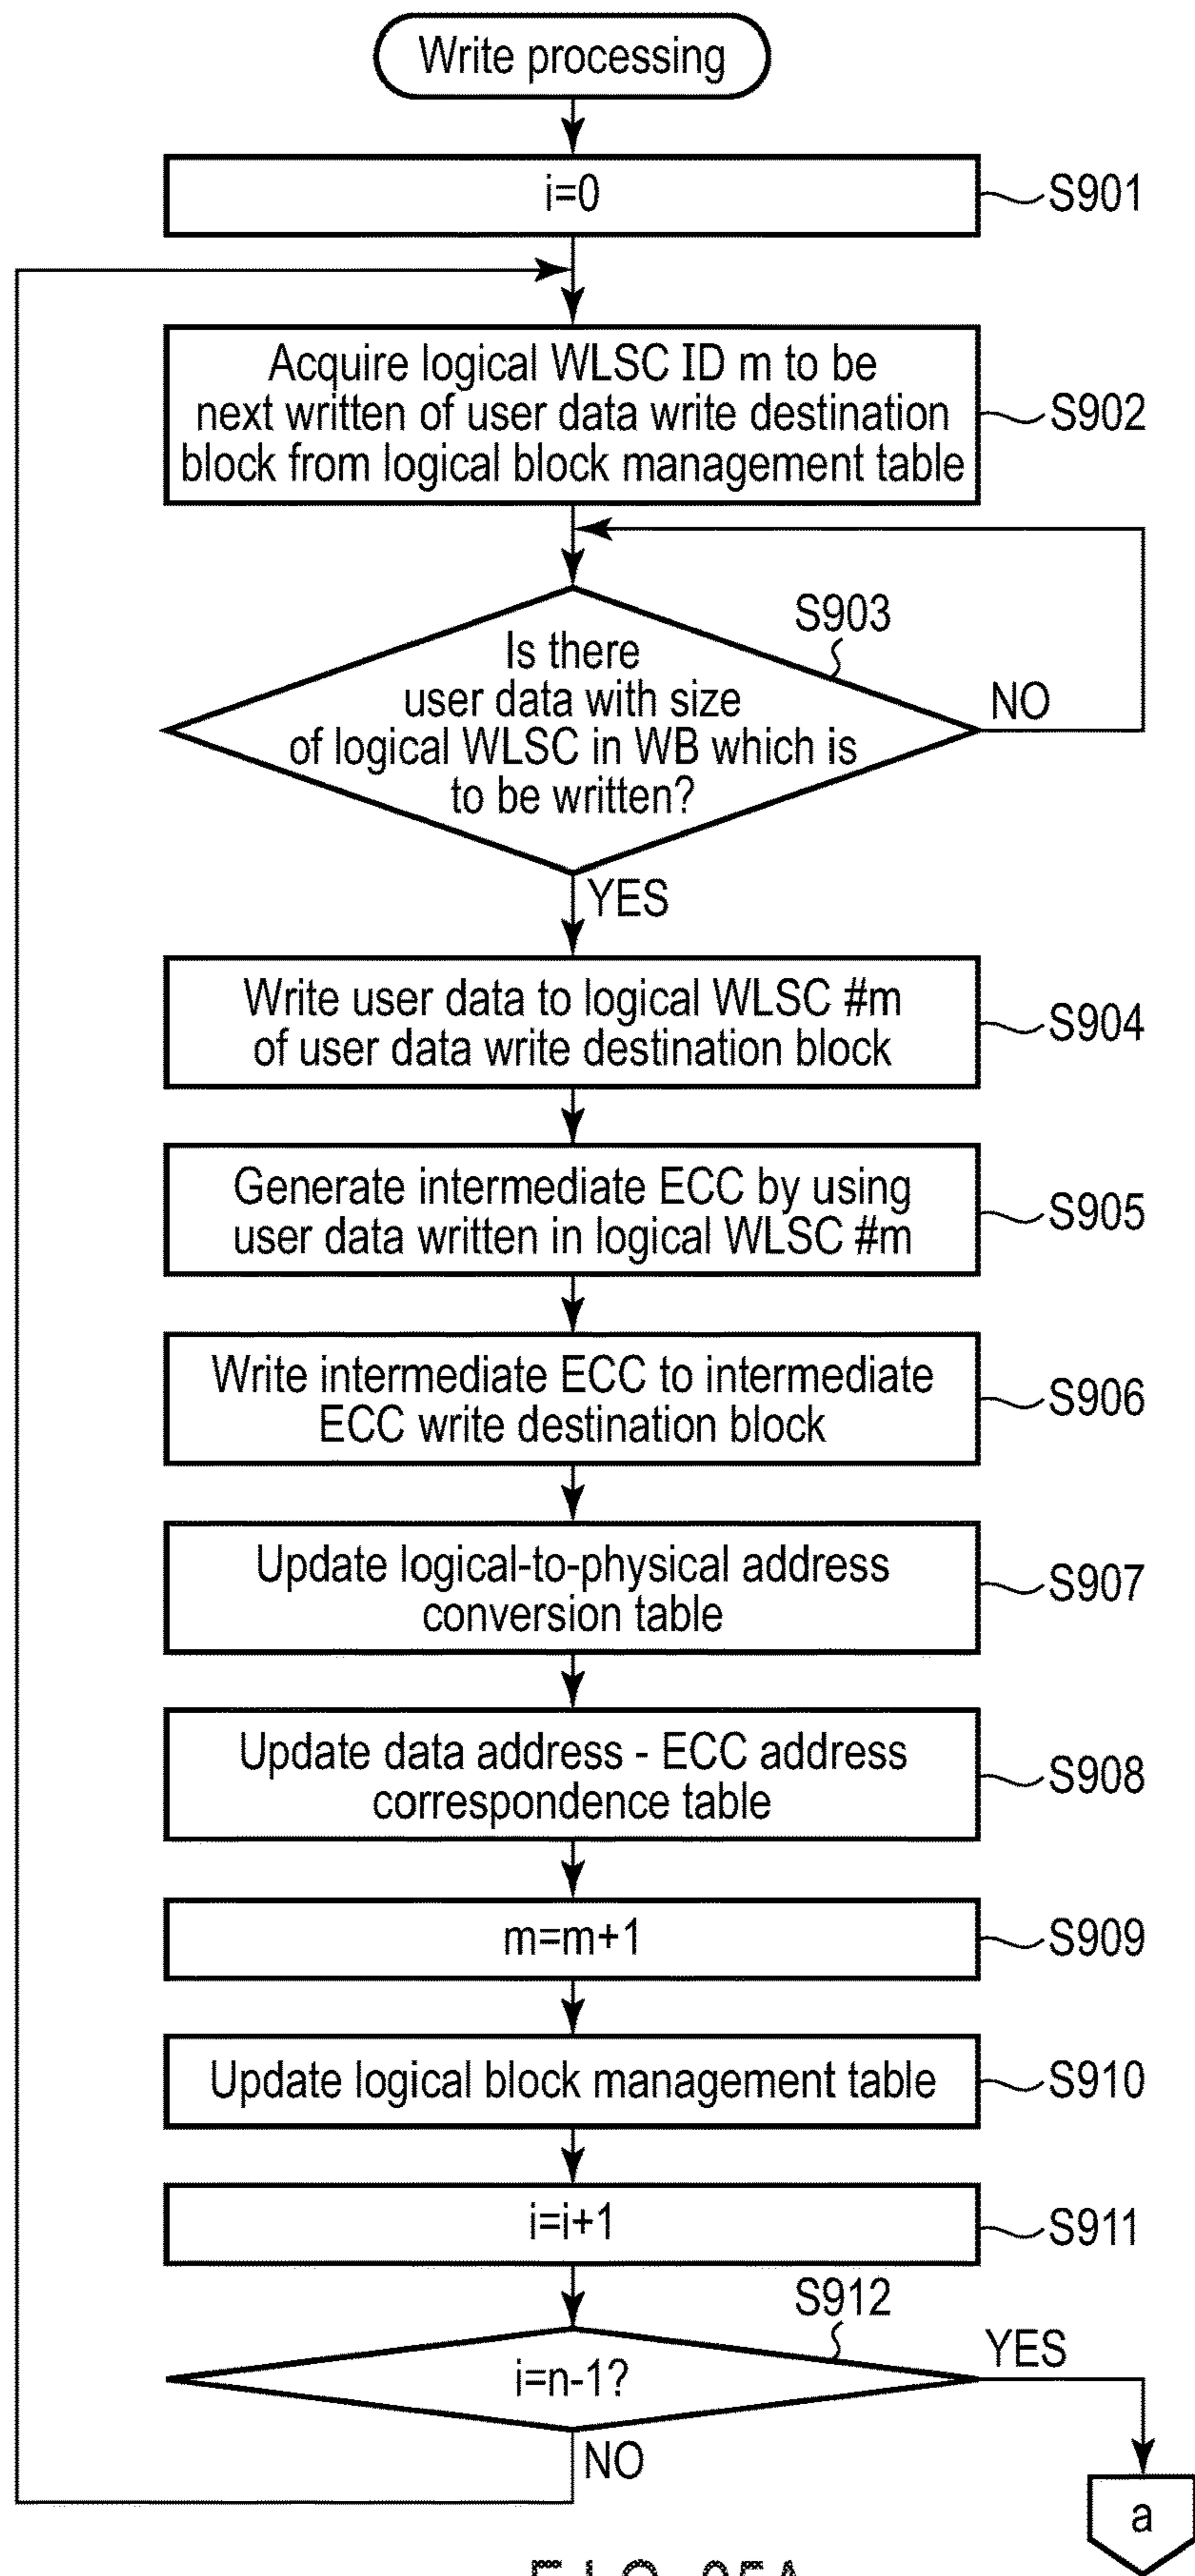 Write processing
i=0
S901
Acquire logical WLSC ID m to be
next written of user data write destination
block from logical block management table
S902
S903
Is there
user data with size
of logical WLSC in WB which is
to be written?
NO
YES
Write user data to logical WLSC #m
of user data write destination block
S904
Generate intermediate ECC by using
user data written in logical WLSC #m
S905
Write intermediate ECC to intermediate
ECC write destination block
S906
Update logical-to-physical address
conversion table
S907
Update data address - ECC address
correspondence table
S908
m=m+1
S909
Update logical block management table
S910
i=i+1
S911
S912
i=n-1?
YES
NO
a